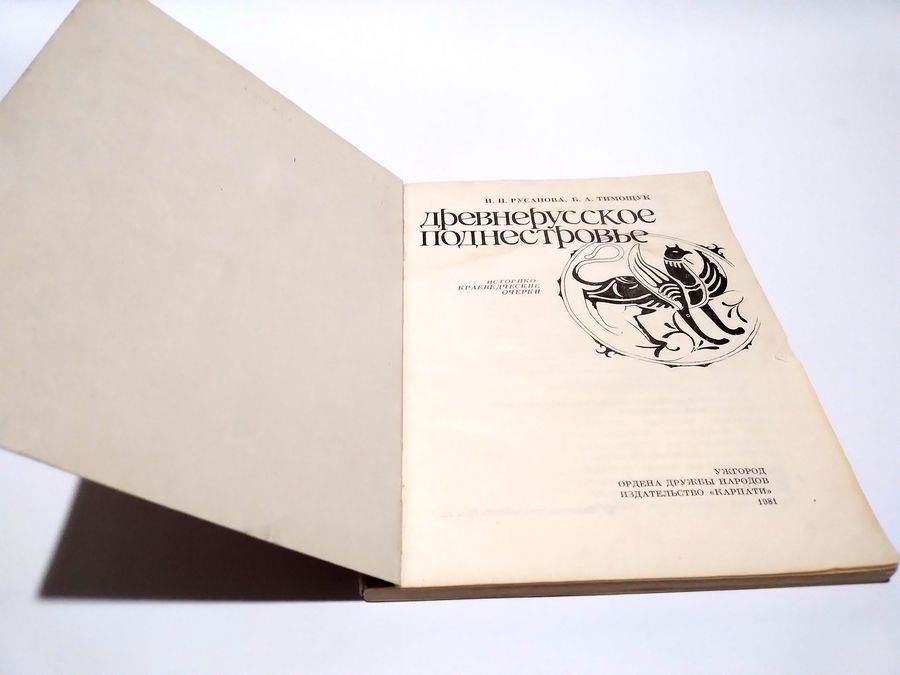 И. П. РУСАНОВА, Б. А. ТИМОЩУК
древнерусское
поднестровье
ИСТОРИКО-
КРАЕВЕДЧЕСКИЕ
ОЧЕРКИ
УЖГОРОД
ОРДЕНА ДРУЖБЫ НАРОДОВ
ИЗДАТЕЛЬСТВО «КАРПАТИ»
1981